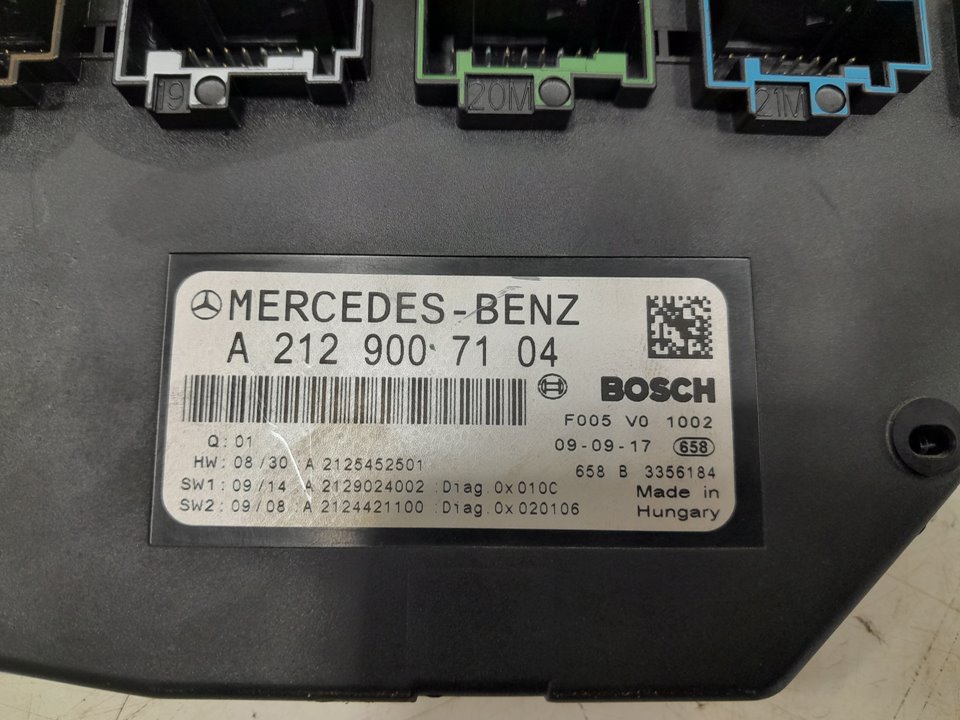 19
20M
21M
MERCEDES-BENZ
A 212 900 71 04
BOSCH
F005 V0 1002
Q: 01
09-09-17 658
HW: 08/30 :A 2125452501
658 B 3356184
SW1: 09/14 :A 2129024002 :Diag.0x010C
Made in
SW2: 09/08 :A 2124421100 :Diag.0x020106
Hungary